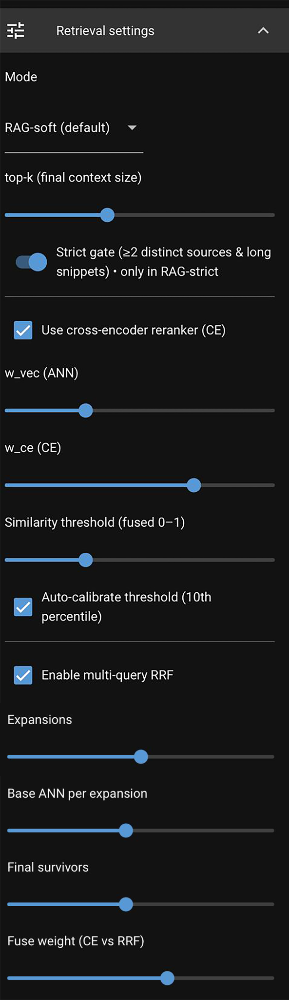 Retrieval settings
Mode
RAG-soft (default)
top-k (final context size)
Strict gate (≥2 distinct sources & long
snippets) • only in RAG-strict
Use cross-encoder reranker (CE)
w_vec (ANN)
w_ce (CE)
Similarity threshold (fused 0–1)
Auto-calibrate threshold (10th
percentile)
Enable multi-query RRF
Expansions
Base ANN per expansion
Final survivors
Fuse weight (CE vs RRF)